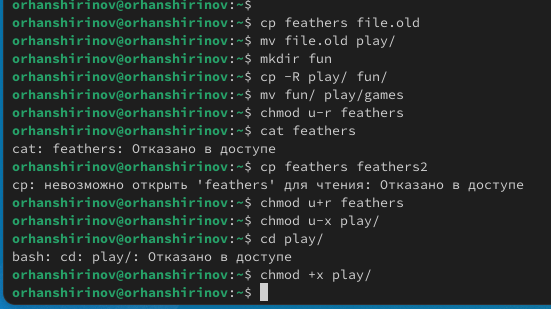 orhanshirinov@orhanshirinov:~$
orhanshirinov@orhanshirinov:~$ cp feathers file.old
orhanshirinov@orhanshirinov:~$ mv file.old play/
orhanshirinov@orhanshirinov:~$ mkdir fun
orhanshirinov@orhanshirinov:~$ cp -R play/ fun/
orhanshirinov@orhanshirinov:~$ mv fun/ play/games
orhanshirinov@orhanshirinov:~$ chmod u-r feathers
orhanshirinov@orhanshirinov:~$ cat feathers
cat: feathers: Отказано в доступе
orhanshirinov@orhanshirinov:~$ cp feathers feathers2
cp: невозможно открыть 'feathers' для чтения: Отказано в доступе
orhanshirinov@orhanshirinov:~$ chmod u+r feathers
orhanshirinov@orhanshirinov:~$ chmod u-x play/
orhanshirinov@orhanshirinov:~$ cd play/
bash: cd: play/: Отказано в доступе
orhanshirinov@orhanshirinov:~$ chmod +x play/
orhanshirinov@orhanshirinov:~$